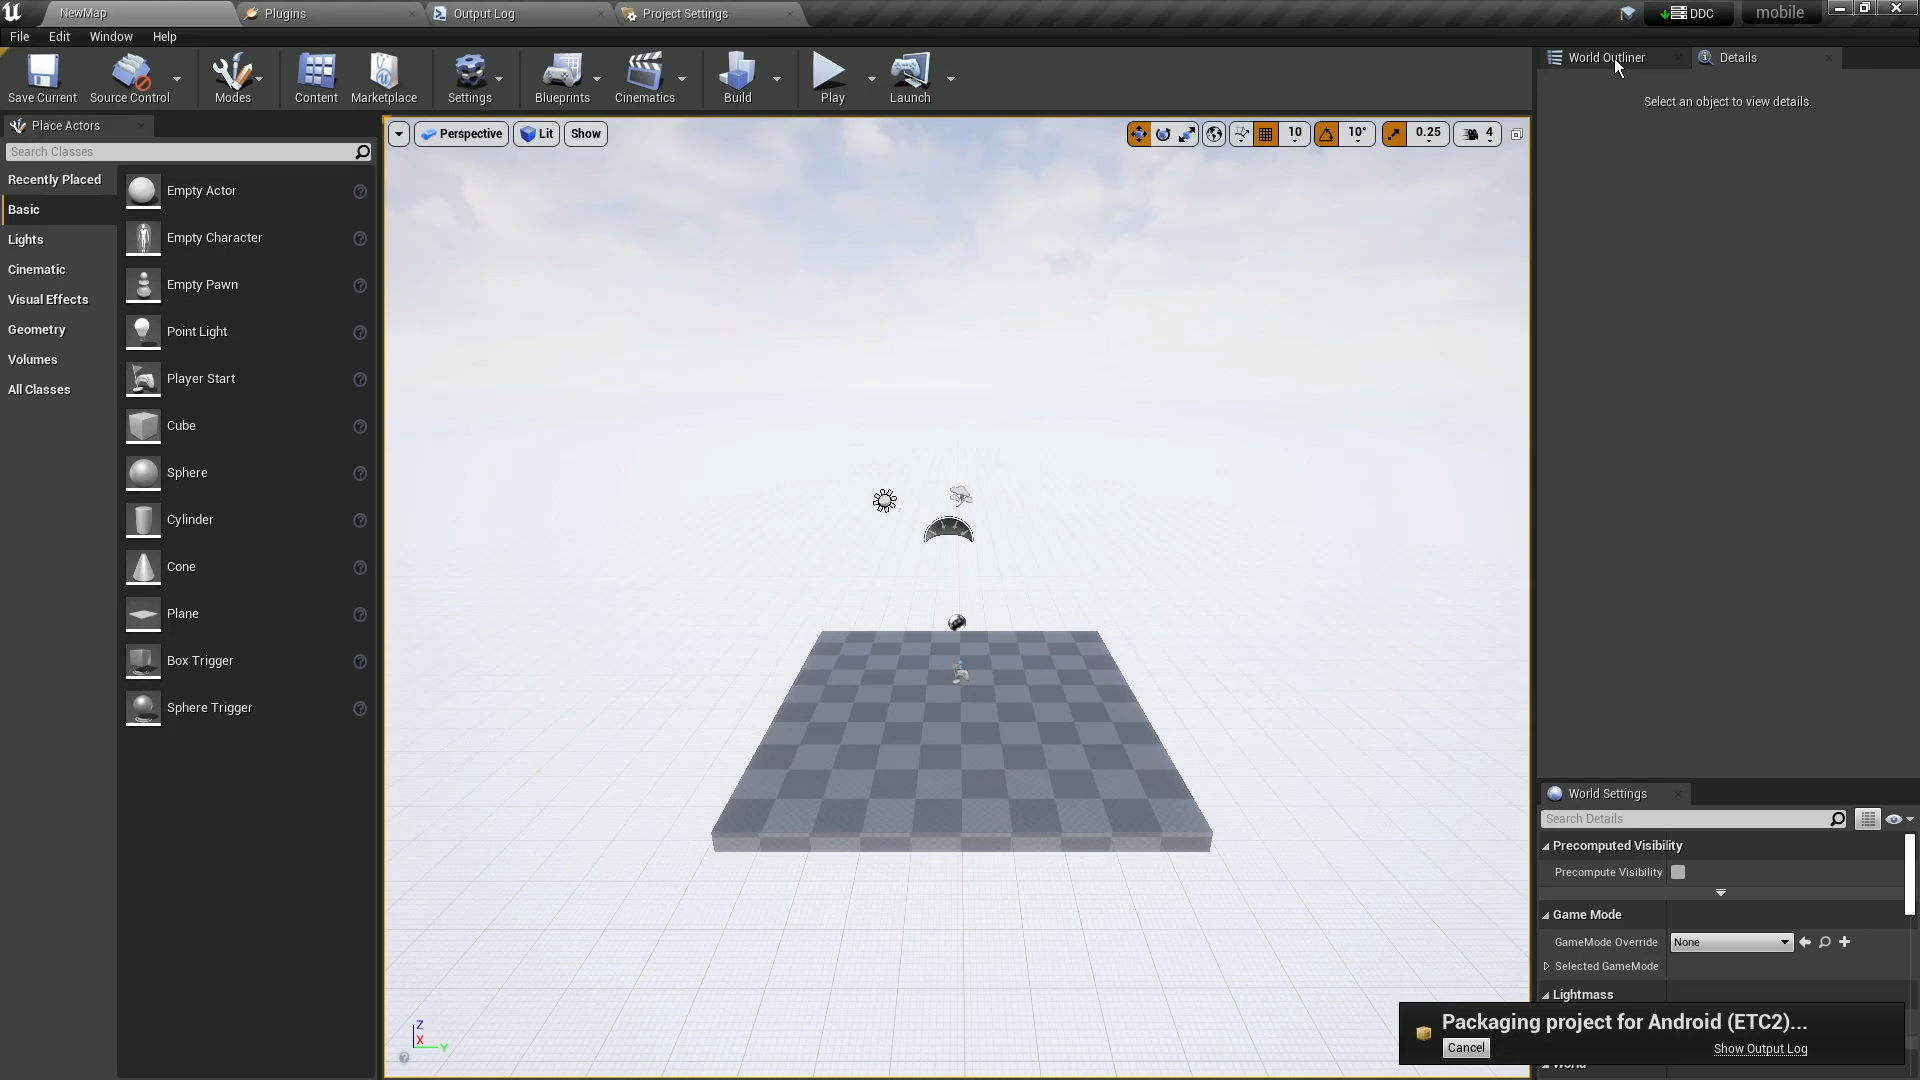 NewMap
Plugins
Output Log
Project Settings
DDC
mobile
File
Edit
Window
Help
Save Current
Source Control
Modes
Content
Marketplace
Settings
Blueprints
Cinematics
Build
Play
Launch
World Outliner
Details
Select an object to view details.
Place Actors
Search Classes
Recently Placed
Basic
Lights
Cinematic
Visual Effects
Geometry
Volumes
All Classes
Empty Actor
Empty Character
Empty Pawn
Point Light
Player Start
Cube
Sphere
Cylinder
Cone
Plane
Box Trigger
Sphere Trigger
Perspective
Lit
Show
10
10°
0.25
4
Z
X
Y
World Settings
Search Details
Precomputed Visibility
Precompute Visibility
Game Mode
GameMode Override
None
Selected GameMode
Lightmass
Packaging project for Android (ETC2)...
Cancel
Show Output Log
World